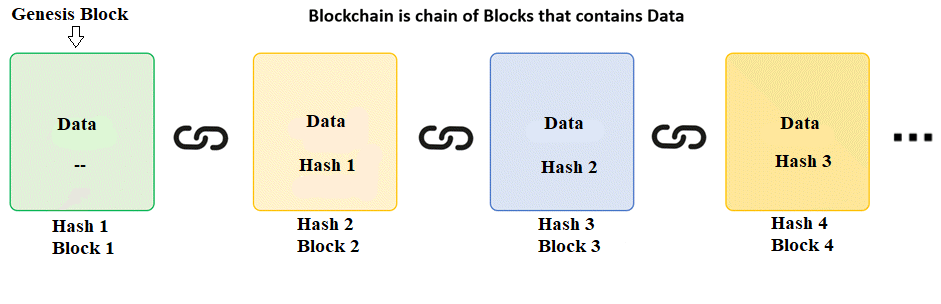 Genesis Block
Blockchain is chain of Blocks that contains Data
Data
--
Hash 1
Block 1
Data
Hash 1
Hash 2
Block 2
Data
Hash 2
Hash 3
Block 3
Data
Hash 3
Hash 4
Block 4
...